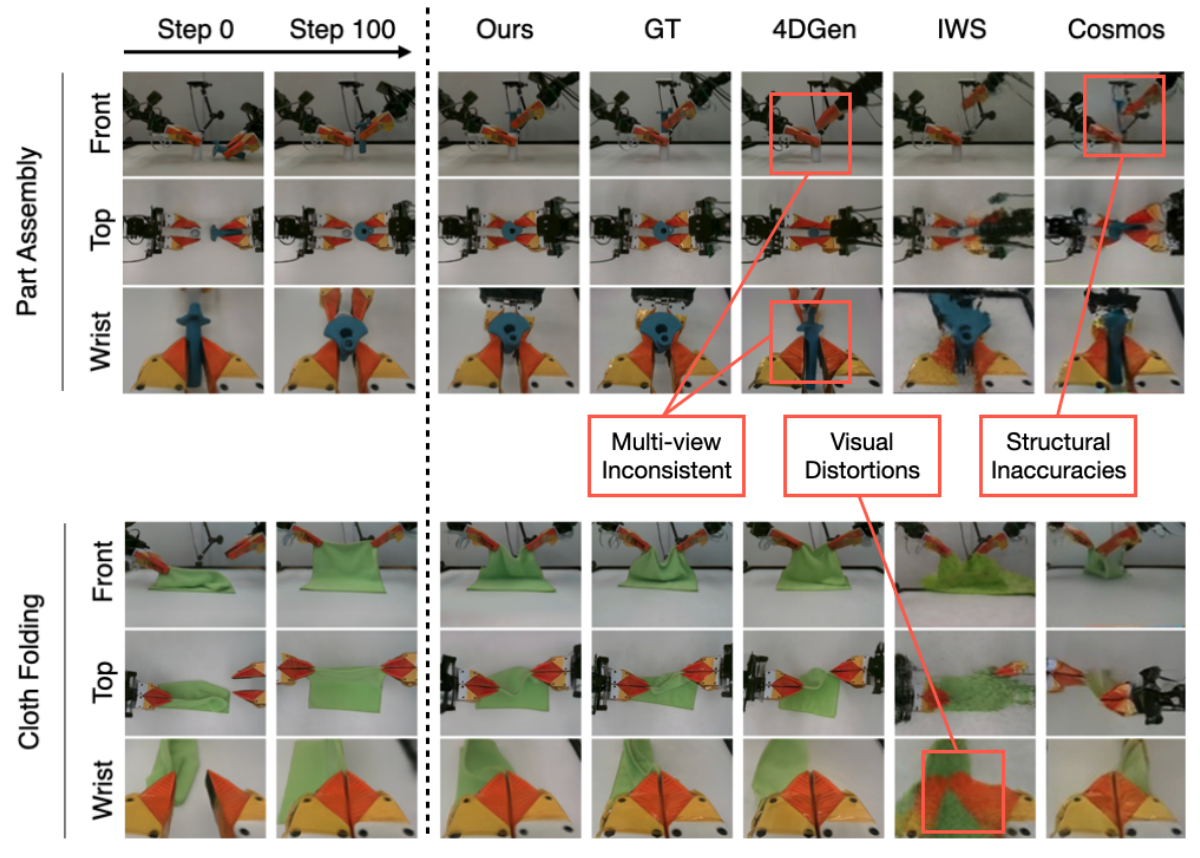 Step 0 Step 100 Ours GT 4DGen IWS Cosmos
Part Assembly
Front
Top
Wrist
Multi-view
Inconsistent
Visual
Distortions
Structural
Inaccuracies
Cloth Folding
Front
Top
Wrist